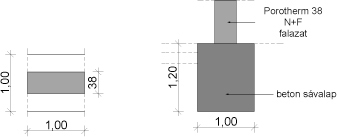 1,00
38
1,00
Porotherm 38
N+F
falazat
1,20
beton sávalap
1,00